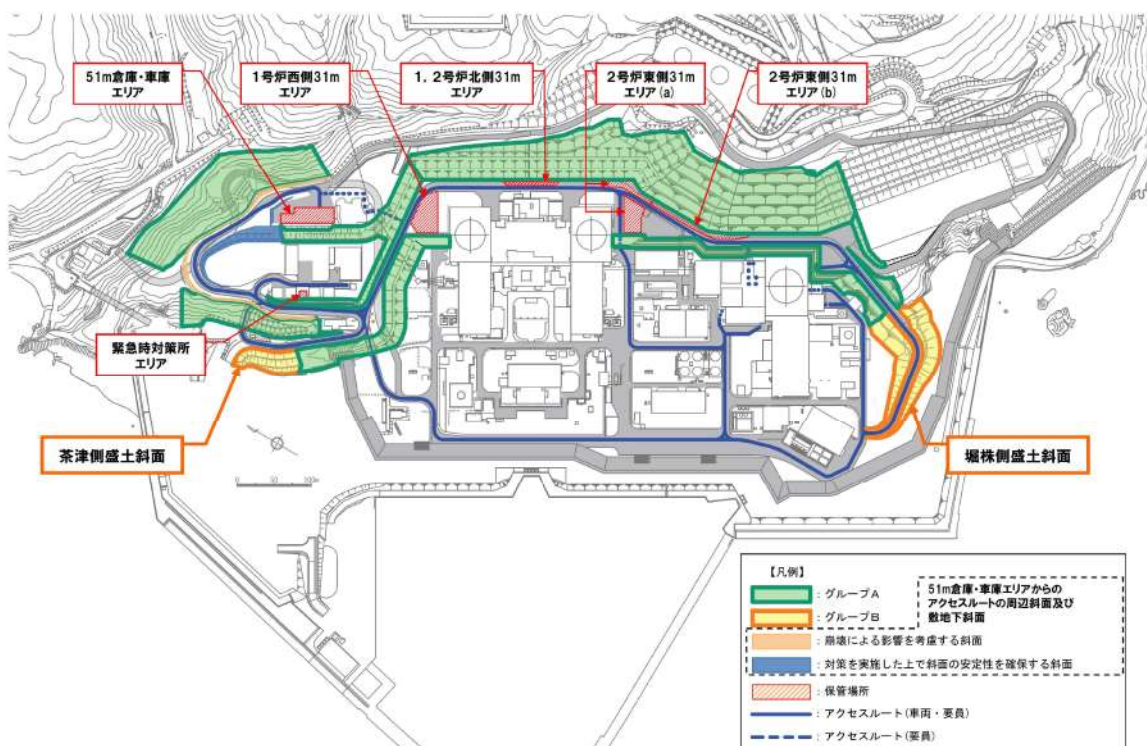 51m倉庫・車庫
エリア
1号炉西側31m
エリア
1,2号炉北側31m
エリア
2号炉東側31m
エリア(a)
2号炉東側31m
エリア(b)
緊急時対策所
エリア
茶津側盛土斜面
堀株側盛土斜面
0 50 100m
【凡例】
:グループA
:グループB
51m倉庫・車庫エリアからの
アクセスルートの周辺斜面及び
敷地下斜面
:崩壊による影響を考慮する斜面
:対策を実施した上で斜面の安定性を確保する斜面
:保管場所
:アクセスルート(車両・要員)
:アクセスルート(要員)